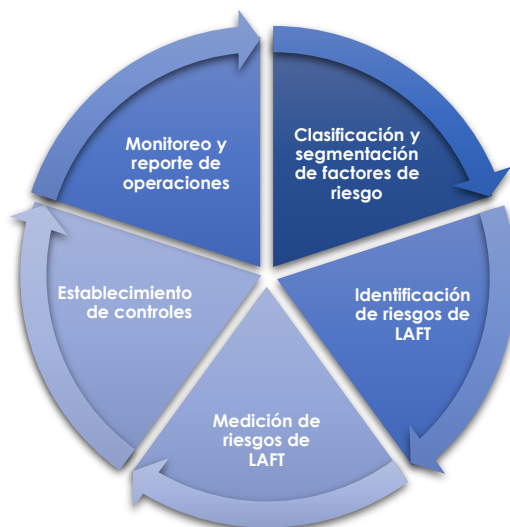 Clasificación y
segmentación
de factores de
riesgo
Identificación
de riesgos de
LAFT
Medición de
riesgos de
LAFT
Establecimiento
de controles
Monitoreo y
reporte de
operaciones